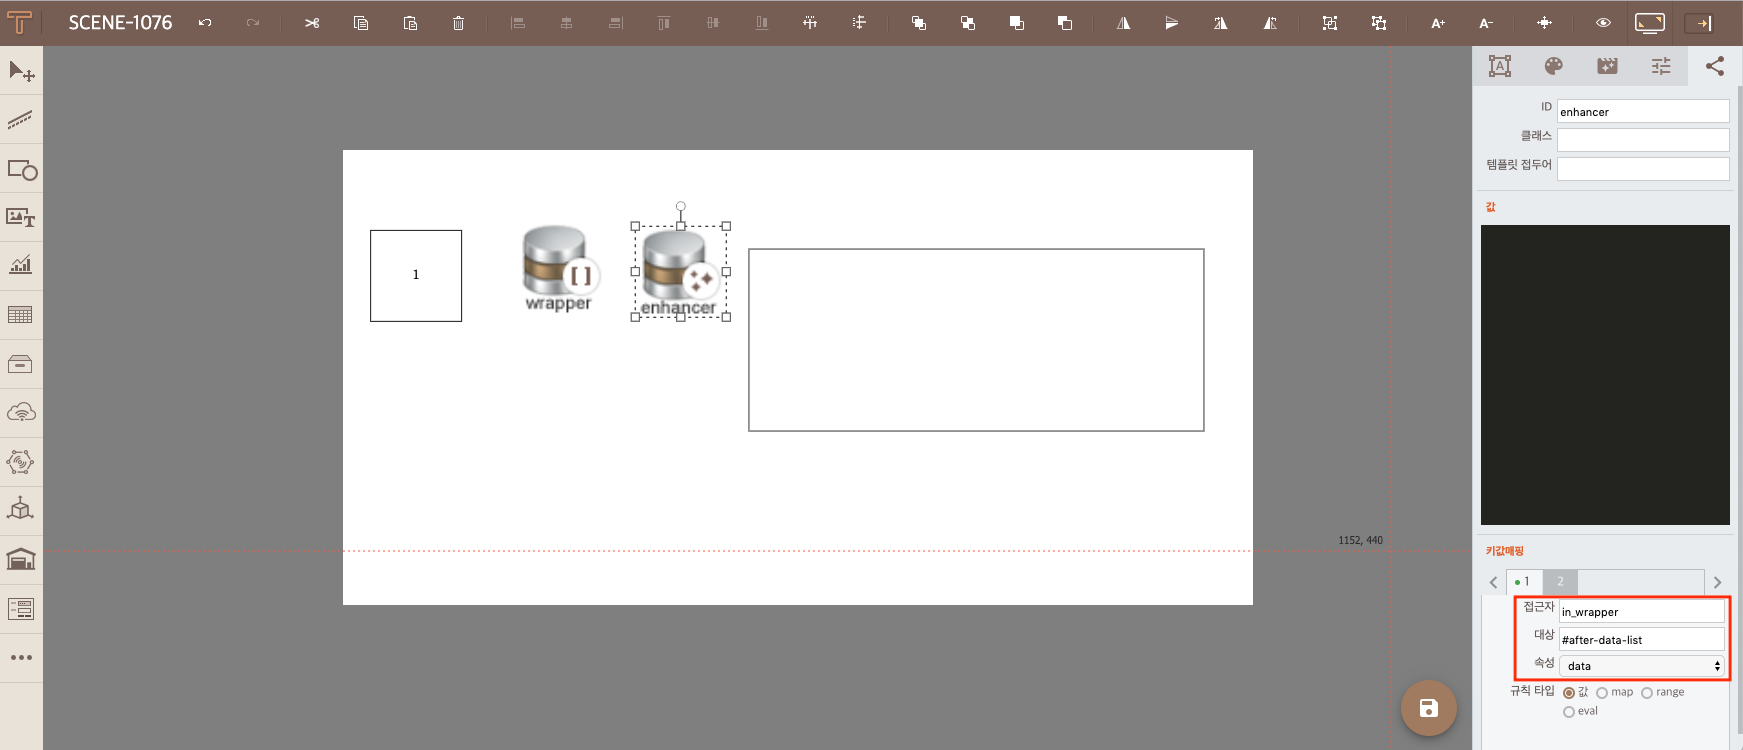 SCENE-1076
A+
A-
A
ID
enhancer
클래스
템플릿 접두어
값
1
[ ]
wrapper
enhancer
1152, 440
키값매핑
1
2
접근자
in_wrapper
대상
#after-data-list
속성
data
규칙 타입
값
map
range
eval